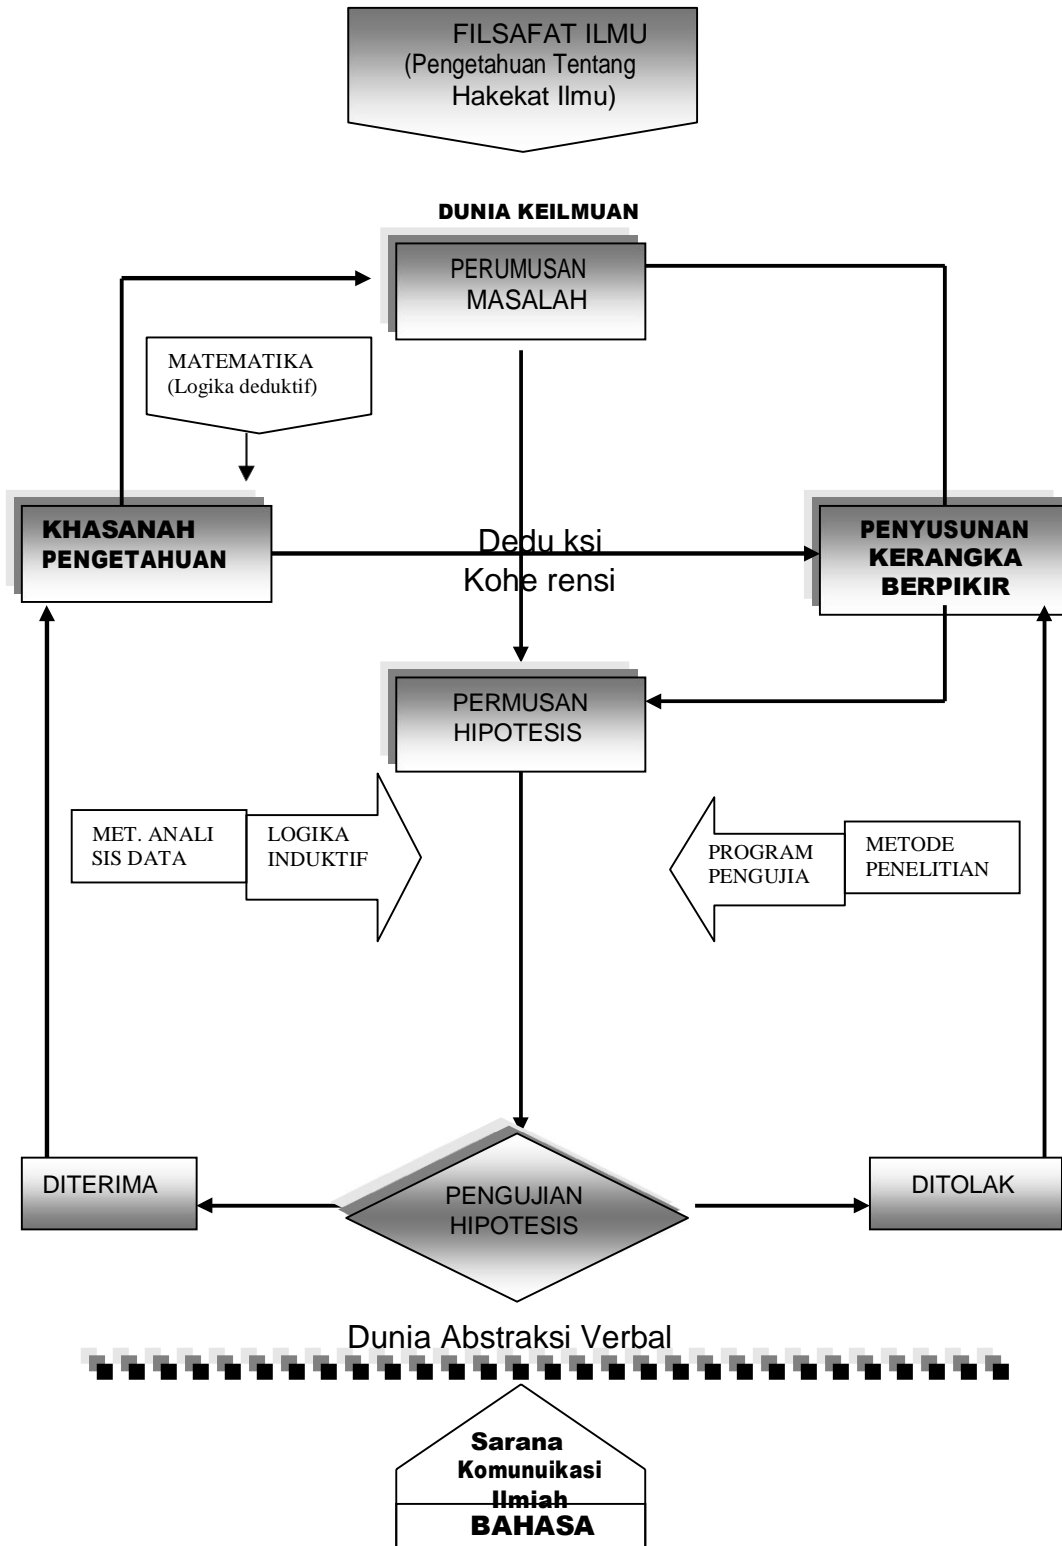 FILSAFAT ILMU
(Pengetahuan Tentang
Hakekat Ilmu)
DUNIA KEILMUAN
PERUMUSAN
MASALAH
MATEMATIKA
(Logika deduktif)
KHASANAH
PENGETAHUAN
Dedu ksi
Kohe rensi
PENYUSUNAN
KERANGKA
BERPIKIR
PERMUSAN
HIPOTESIS
MET. ANALI
SIS DATA
LOGIKA
INDUKTIF
PROGRAM
PENGUJIA
METODE
PENELITIAN
DITERIMA
PENGUJIAN
HIPOTESIS
DITOLAK
Dunia Abstraksi Verbal
Sarana
Komunuikasi
Ilmiah
BAHASA